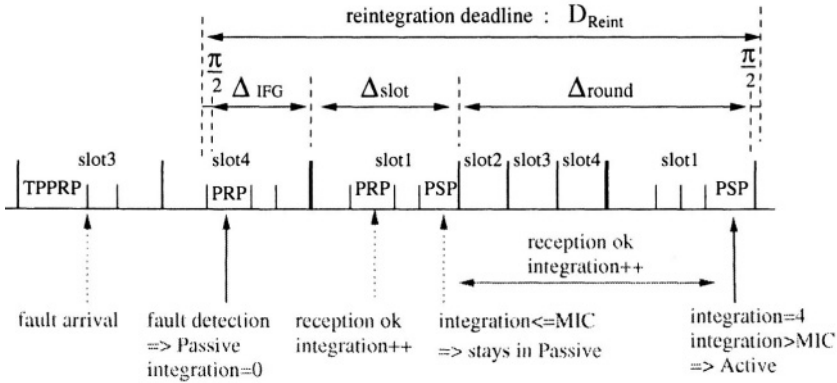 reintegration deadline : D_Reint
π/2
Δ IFG
Δslot
Δround
π/2
slot3
slot4
slot1
slot2
slot3
slot4
slot1
TPPRP
PRP
PRP
PSP
PSP
reception ok
integration++
fault arrival
fault detection
=> Passive
integration=0
reception ok
integration++
integration<=MIC
=> stays in Passive
integration=4
integration>MIC
=> Active